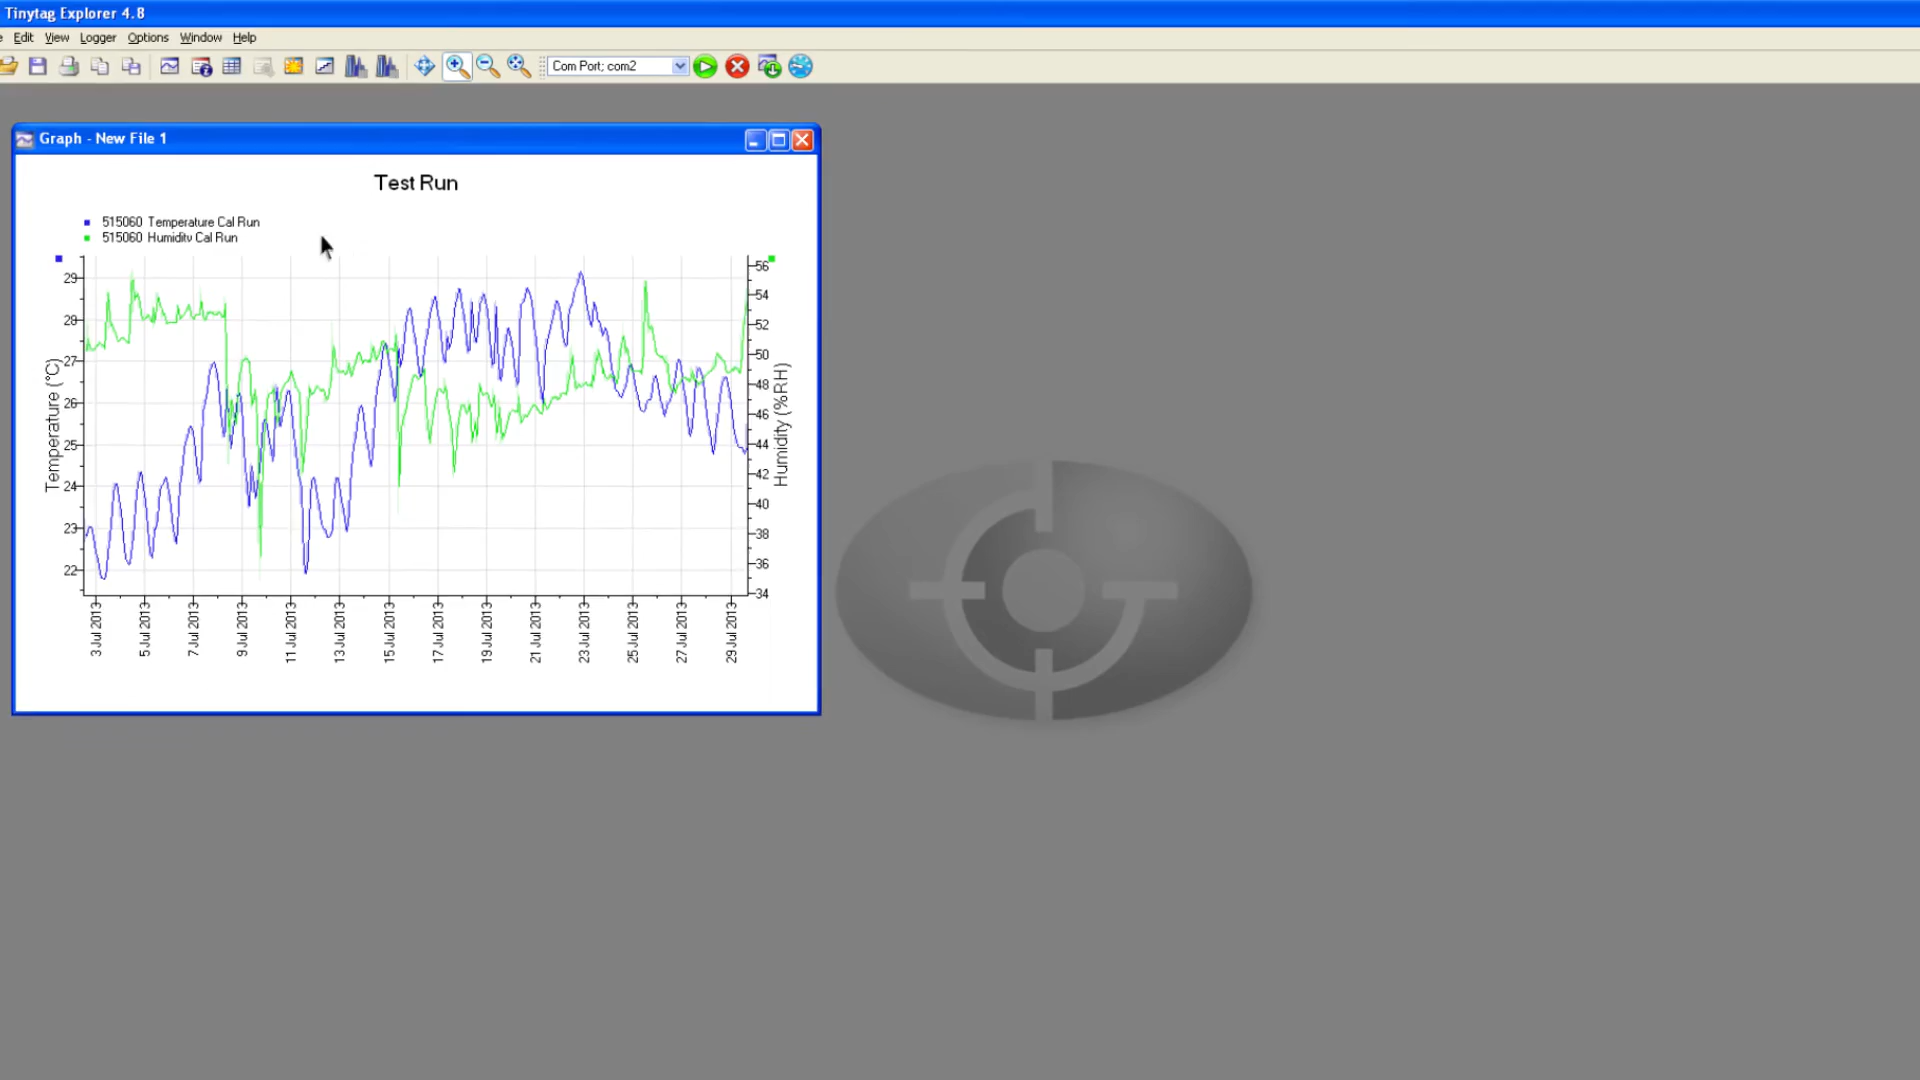 Tinytag Explorer 4.8
Edit View Logger Options Window Help
Com Port; com2
Graph - New File 1
Test Run
515060 Temperature Cal Run
515060 Humidity Cal Run
Temperature (°C)
29
28
27
26
25
24
23
22
56
54
52
50
48
46
44
42
40
38
36
34
Humidity (%RH)
3 Jul 2013
5 Jul 2013
7 Jul 2013
9 Jul 2013
11 Jul 2013
13 Jul 2013
15 Jul 2013
17 Jul 2013
19 Jul 2013
21 Jul 2013
23 Jul 2013
25 Jul 2013
27 Jul 2013
29 Jul 2013